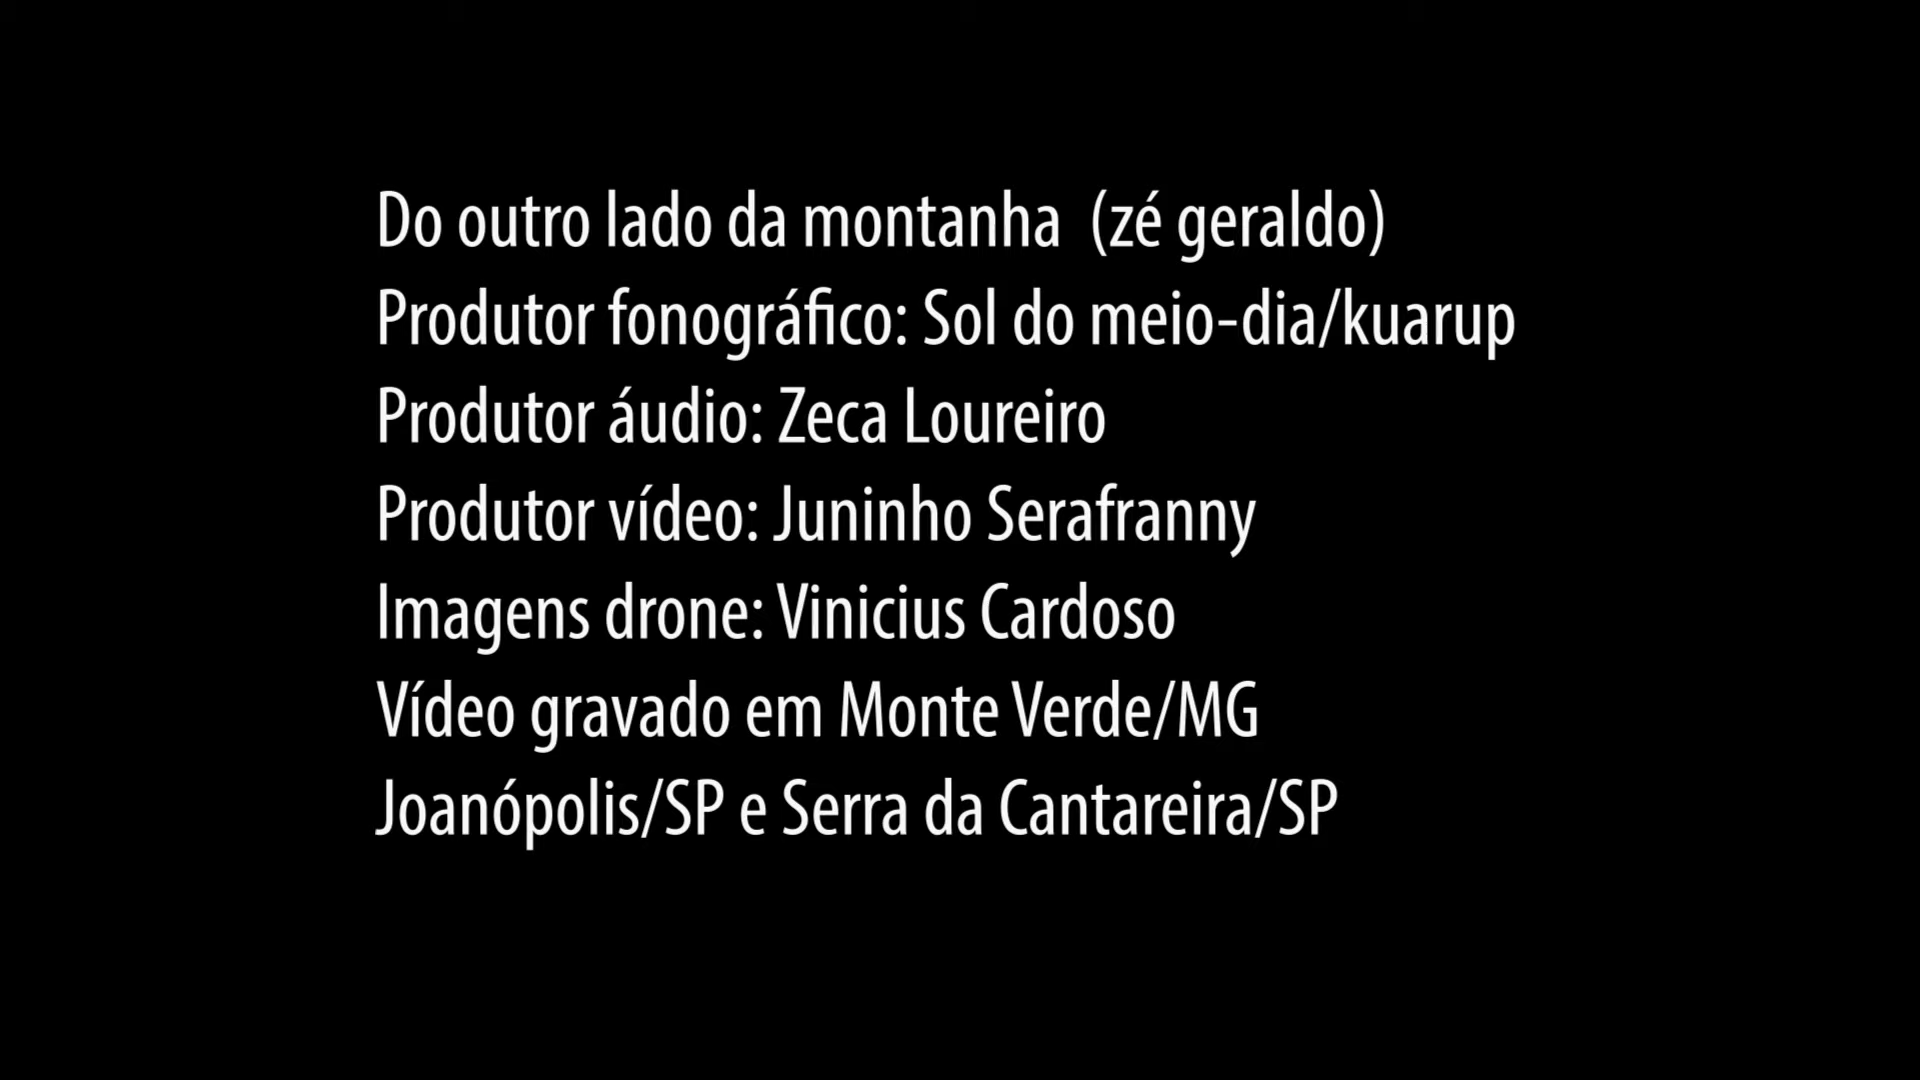 Do outro lado da montanha  (zé geraldo)
Produtor fonográfico: Sol do meio-dia/kuarup
Produtor áudio: Zeca Loureiro
Produtor vídeo: Juninho Serafranny
Imagens drone: Vinicius Cardoso
Vídeo gravado em Monte Verde/MG
Joanópolis/SP e Serra da Cantareira/SP